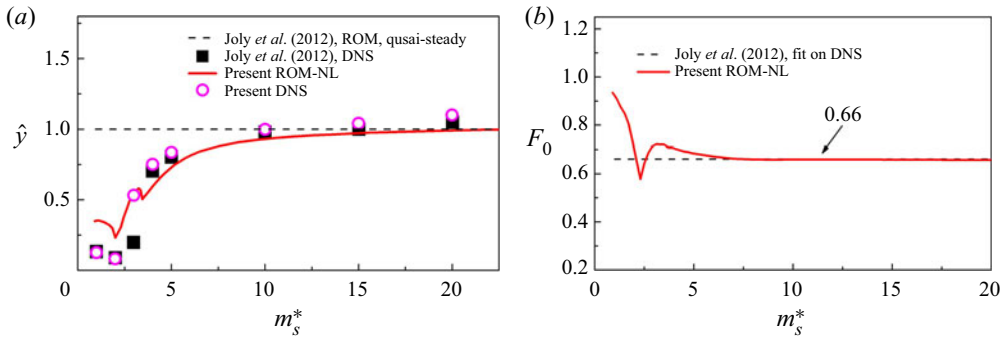 (a)
1.5
1.0
0.5
0
5
10
15
20
ŷ
m*s
Joly et al. (2012), ROM, qusai-steady
Joly et al. (2012), DNS
Present ROM-NL
Present DNS
(b)
1.2
1.0
0.8
0.6
0.4
0.2
0
5
10
15
20
F0
m*s
Joly et al. (2012), fit on DNS
Present ROM-NL
0.66